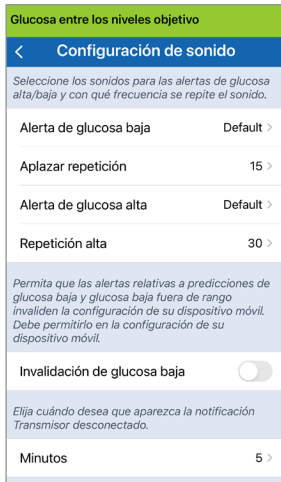 Glucosa entre los niveles objetivo
< Configuración de sonido
Seleccione los sonidos para las alertas de glucosa
alta/baja y con qué frecuencia se repite el sonido.
Alerta de glucosa baja Default >
Aplazar repetición 15 >
Alerta de glucosa alta Default >
Repetición alta 30 >
Permita que las alertas relativas a predicciones de
glucosa baja y glucosa baja fuera de rango
invaliden la configuración de su dispositivo móvil.
Debe permitirlo en la configuración de su
dispositivo móvil.
Invalidación de glucosa baja
Elija cuándo desea que aparezca la notificación
Transmisor desconectado.
Minutos 5 >